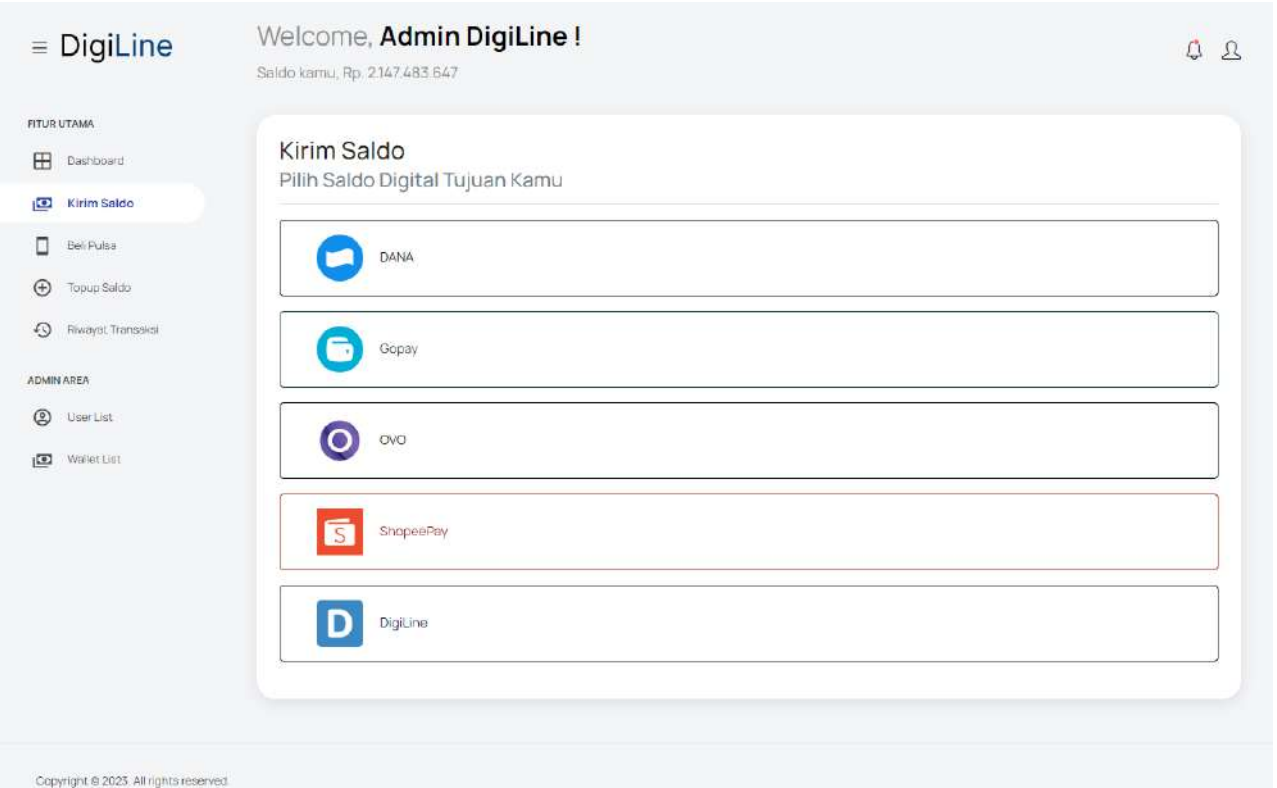 DigiLine
Welcome, Admin DigiLine !
Saldo kamu, Rp. 2.147.483.647
FITUR UTAMA
Dashboard
Kirim Saldo
Beli Pulsa
Topup Saldo
Riwayat Transaksi
ADMIN AREA
User List
Wallet List
Kirim Saldo
Pilih Saldo Digital Tujuan Kamu
DANA
Gopay
OVO
S
ShopeePay
D
DigiLine
Copyright © 2023. All rights reserved.